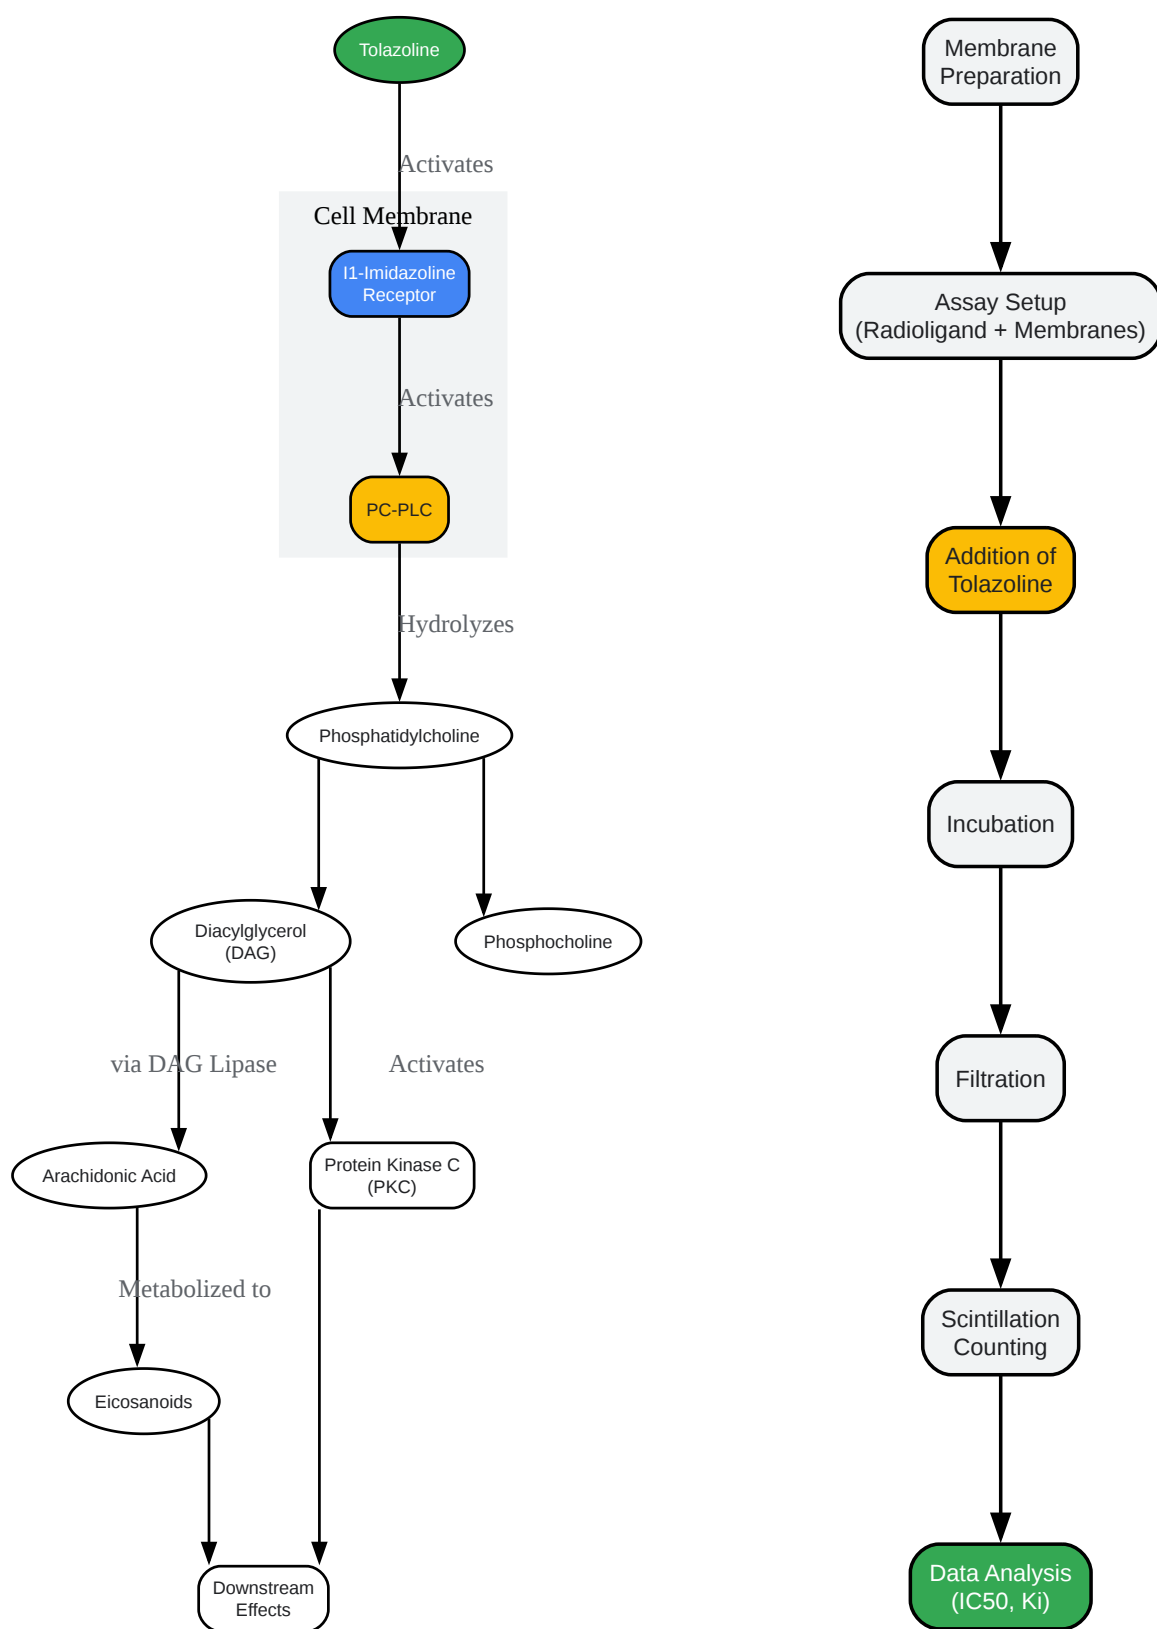 Tolazoline
Activates
Cell Membrane
I1-Imidazoline
Receptor
Activates
PC-PLC
Hydrolyzes
Phosphatidylcholine
Diacylglycerol
(DAG)
Phosphocholine
via DAG Lipase
Activates
Arachidonic Acid
Protein Kinase C
(PKC)
Metabolized to
Eicosanoids
Downstream
Effects
Membrane
Preparation
Assay Setup
(Radioligand + Membranes)
Addition of
Tolazoline
Incubation
Filtration
Scintillation
Counting
Data Analysis
(IC50, Ki)